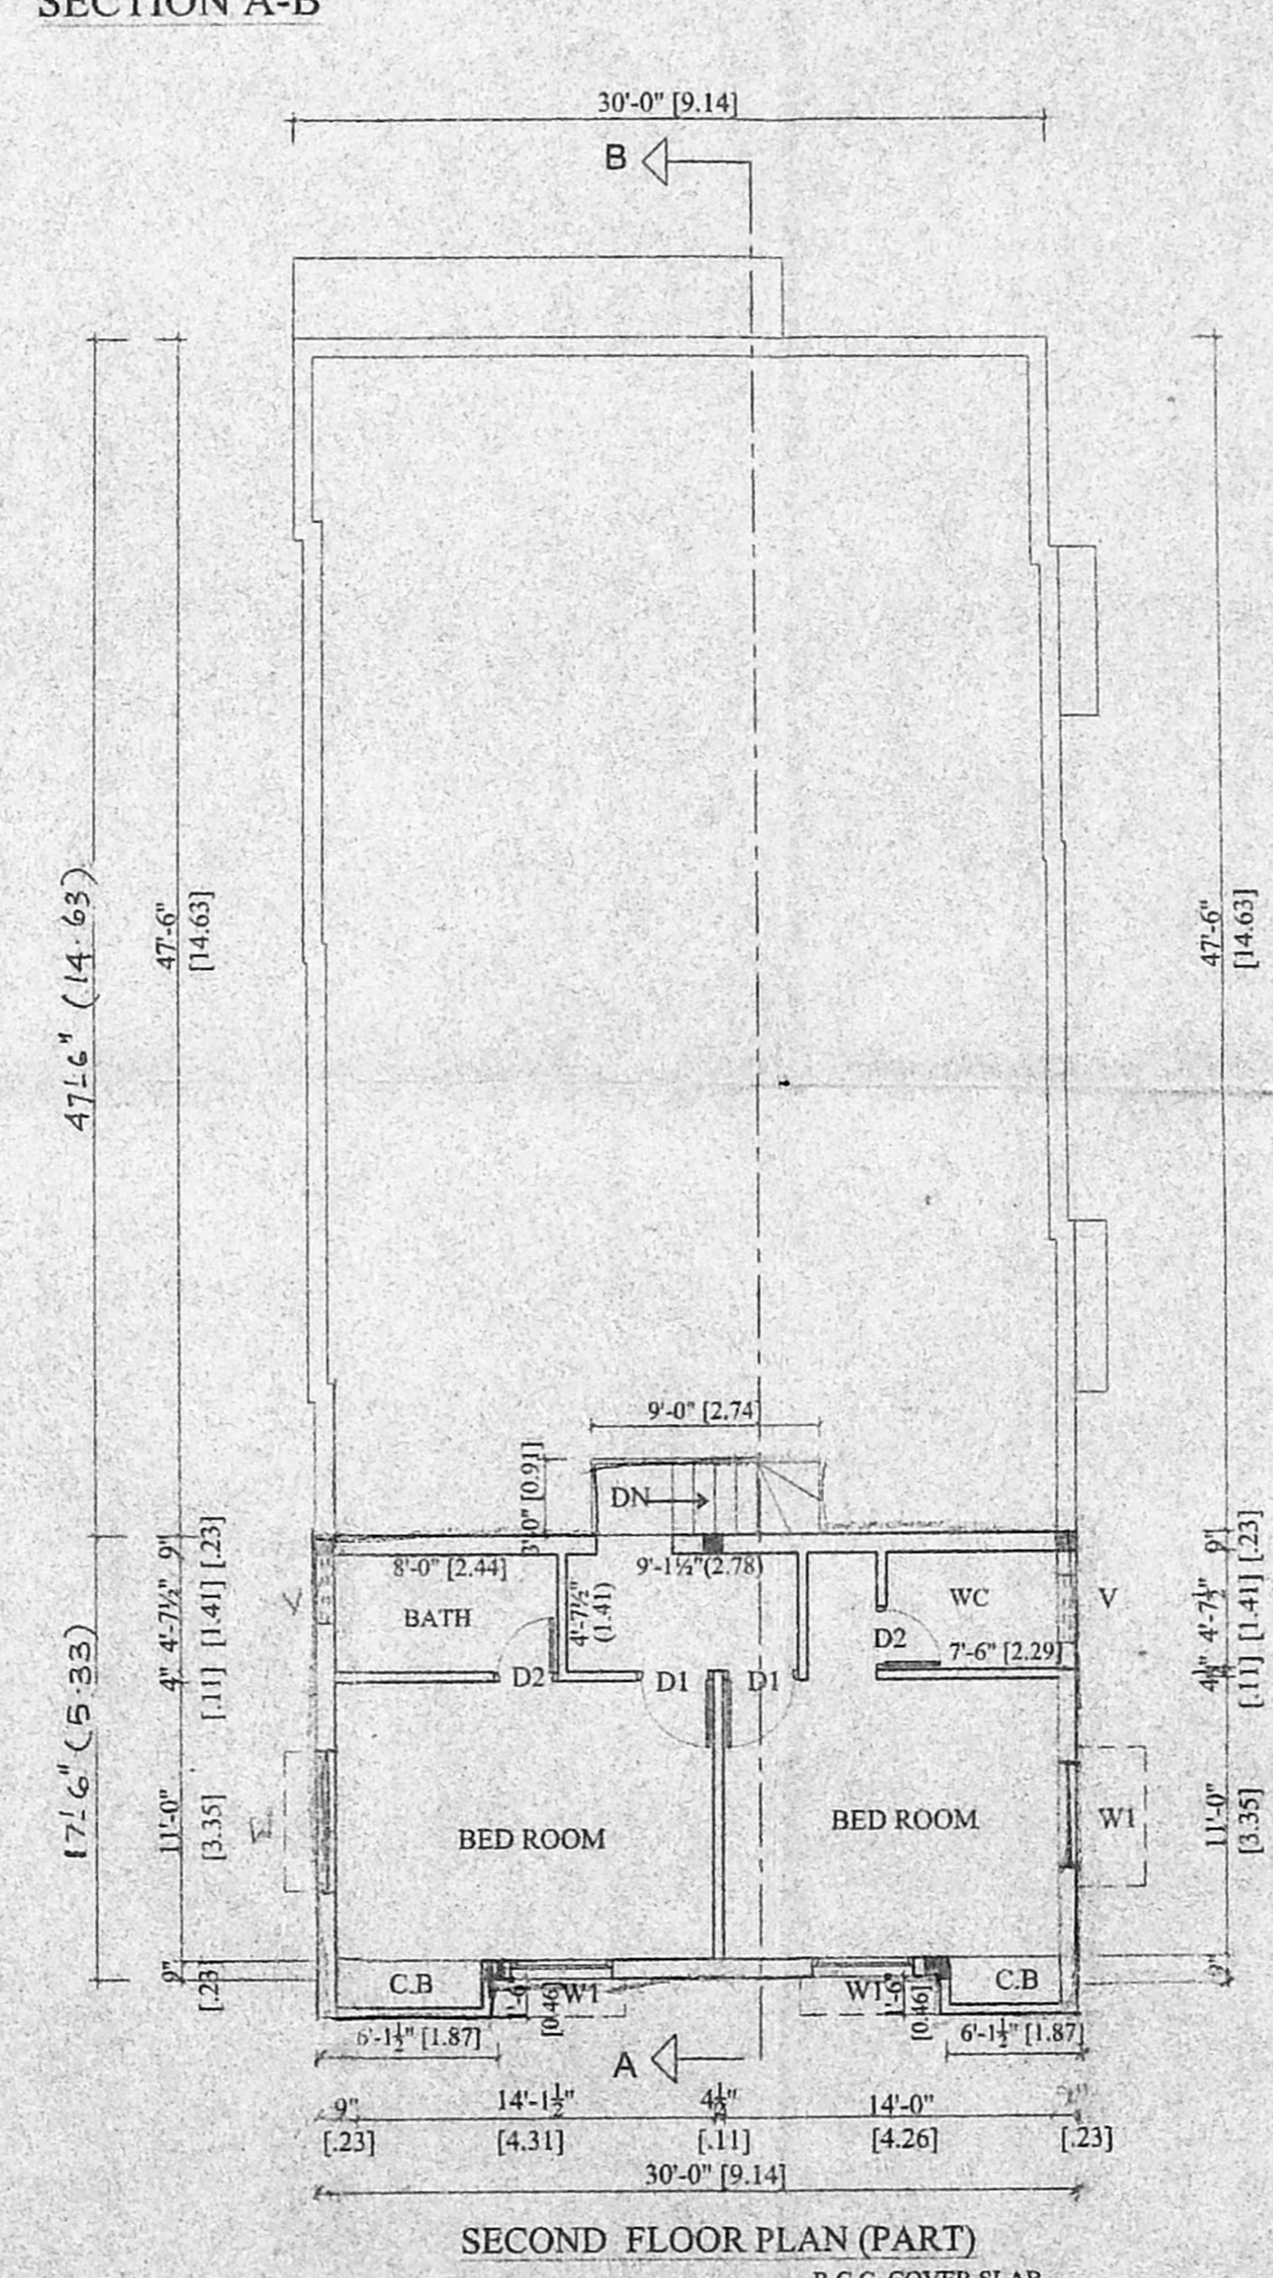 SECTION A-B
30'-0" [9.14]
B
47'-6" (14.63)
47'-6"
[14.63]
47'-6"
[14.63]
9'-0" [2.74]
3'-0" [0.91]
DN
9"
[.23]
8'-0" [2.44]
9'-1½"(2.78)
9"
[.23]
V
4'-7½"
[1.41]
BATH
4'-7½"
(1.41)
WC
V
4'-7½"
[1.41]
D2
7'-6" [2.29]
4"
[.11]
D2
D1
D1
4½"
[.11]
17'-6" (5.33)
11'-0"
[3.35]
BED ROOM
BED ROOM
W1
11'-0"
[3.35]
9"
[.23]
C.B
W1
[0.46]
W1
[0.46]
C.B
9"
6'-1½" [1.87]
6'-1½" [1.87]
A
9"
14'-1½"
4½"
14'-0"
[.23]
[4.31]
[.11]
[4.26]
[.23]
30'-0" [9.14]
SECOND FLOOR PLAN (PART)
R.C.C. COVER SLAB